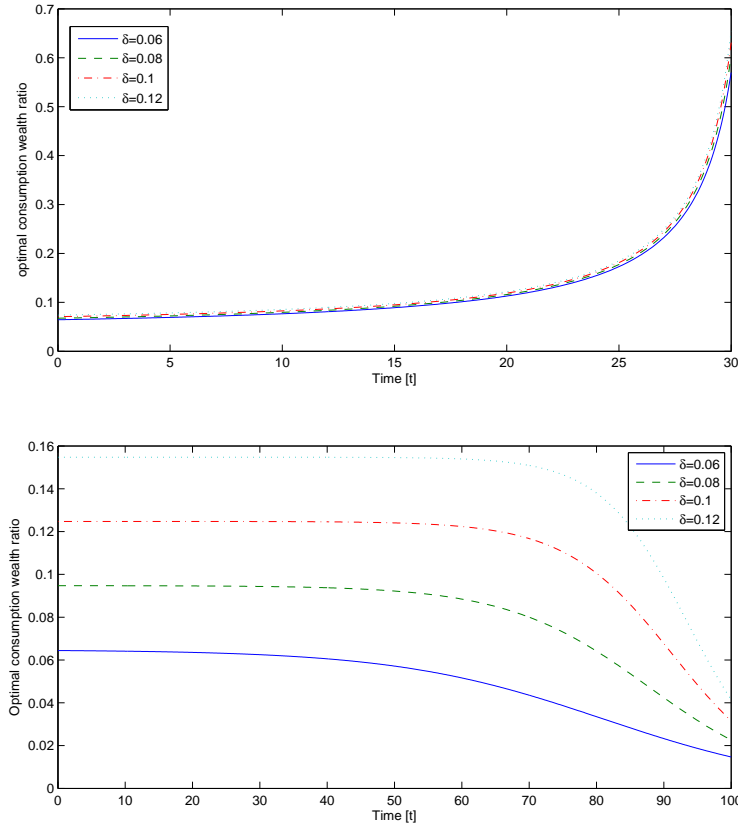 0.7
0.6
0.5
0.4
0.3
0.2
0.1
0
optimal consumption wealth ratio
δ=0.06
δ=0.08
δ=0.1
δ=0.12
0 5 10 15 20 25 30
Time [t]
0.16
0.14
0.12
0.1
0.08
0.06
0.04
0.02
0
Optimal consumption wealth ratio
δ=0.06
δ=0.08
δ=0.1
δ=0.12
0 10 20 30 40 50 60 70 80 90 100
Time [t]